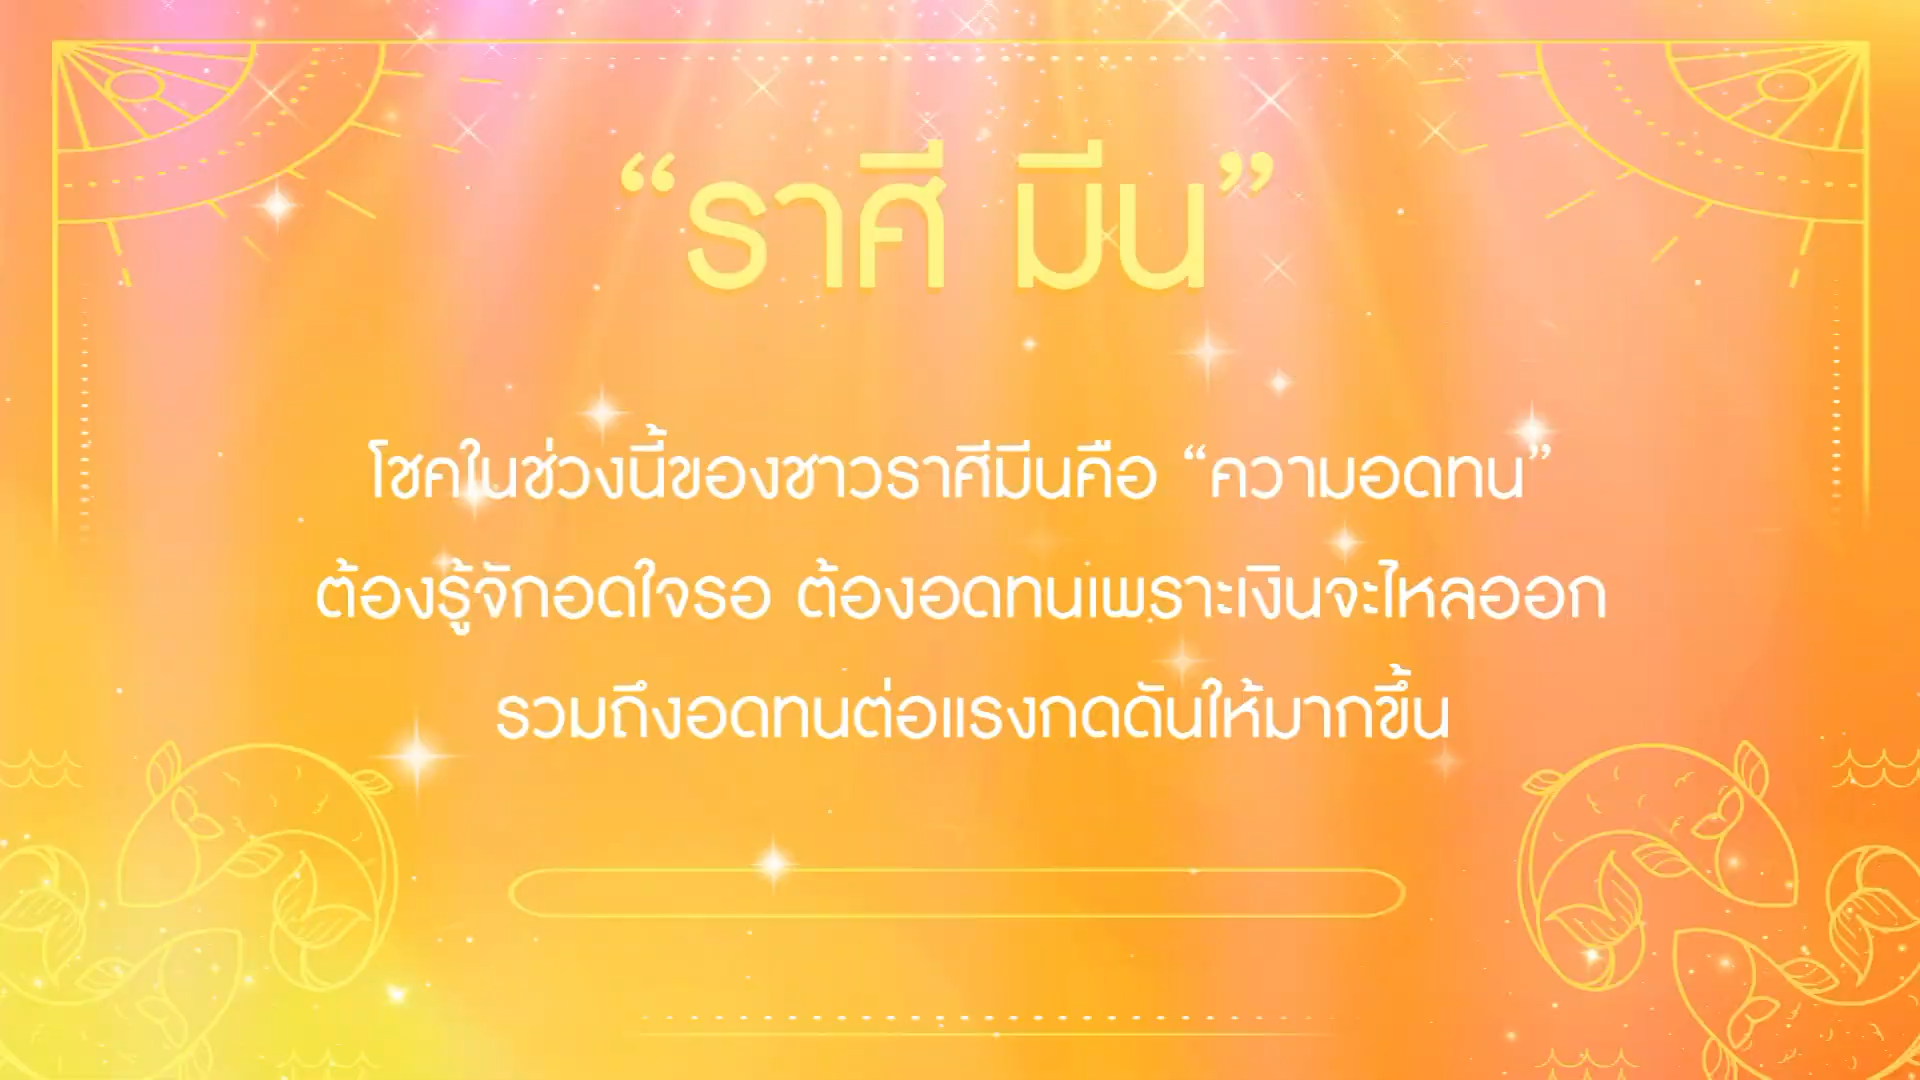 “ราศี มีน”
โชคในช่วงนี้ของชาวราศีมีนคือ “ความอดทน”
ต้องรู้จักอดใจรอ ต้องอดทนเพราะเงินจะไหลออก
รวมถึงอดทนต่อแรงกดดันให้มากขึ้น